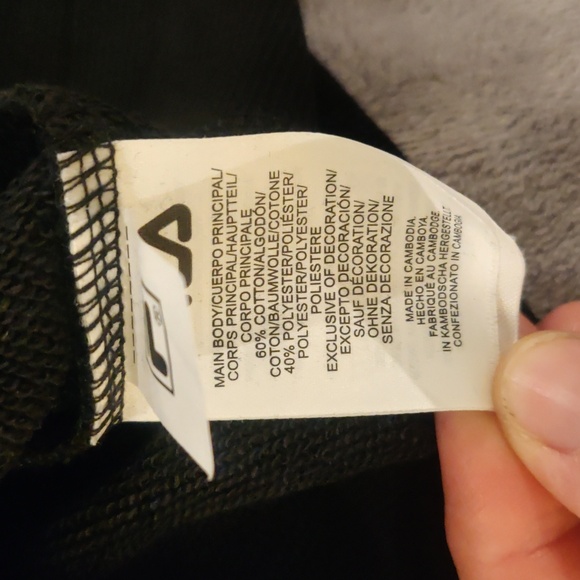 MAIN BODY/CUERPO PRINCIPAL/
CORPS PRINCIPAL/HAUPTTEIL/
CORPO PRINCIPALE
60% COTTON/ALGODÓN/
COTON/BAUMWOLLE/COTONE
40% POLYESTER/POLIÉSTER/
POLYESTER/POLYESTER/
POLIESTERE
EXCLUSIVE OF DECORATION/
EXCEPTO DECORACIÓN/
SAUF DÉCORATION/
OHNE DEKORATION/
SENZA DECORAZIONE
MADE IN CAMBODIA
HECHO EN CAMBOYA
FABRIQUÉ AU CAMBODGE
IN KAMBODSCHA HERGESTELLT
CONFEZIONATO IN CAMBOGIA